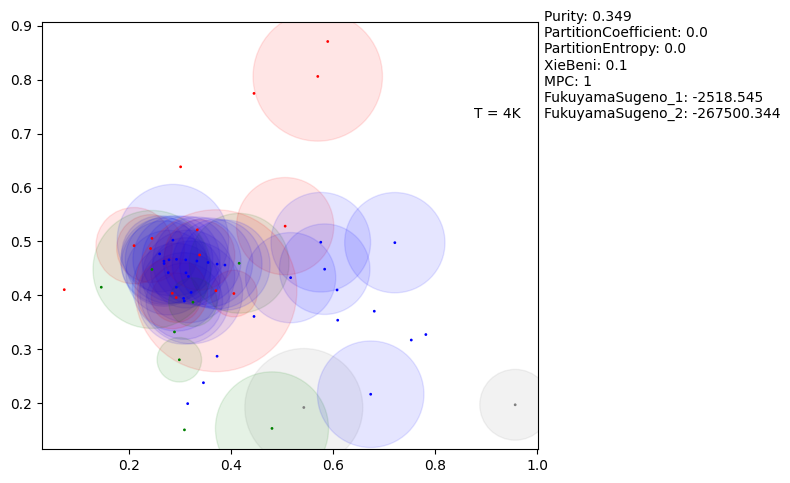 Purity: 0.349
PartitionCoefficient: 0.0
PartitionEntropy: 0.0
XieBeni: 0.1
MPC: 1
FukuyamaSugeno_1: -2518.545
FukuyamaSugeno_2: -267500.344
T = 4K
0.9
0.8
0.7
0.6
0.5
0.4
0.3
0.2
0.2
0.4
0.6
0.8
1.0